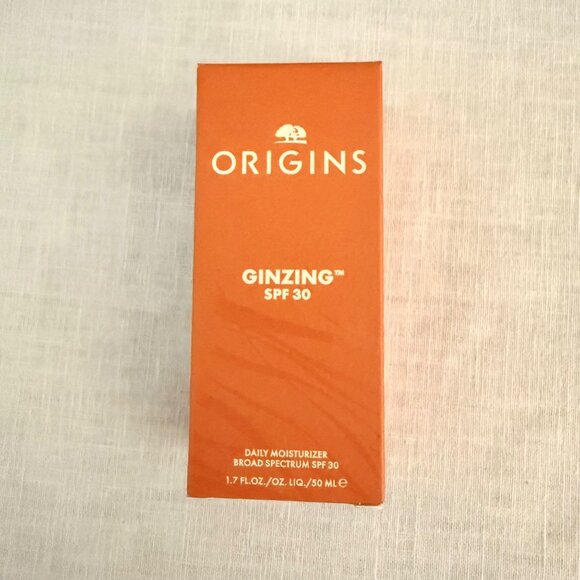 ORIGINS
GINZING™
SPF 30
DAILY MOISTURIZER
BROAD SPECTRUM SPF 30
1.7 FL.OZ./OZ. LIQ./50 ML ℮